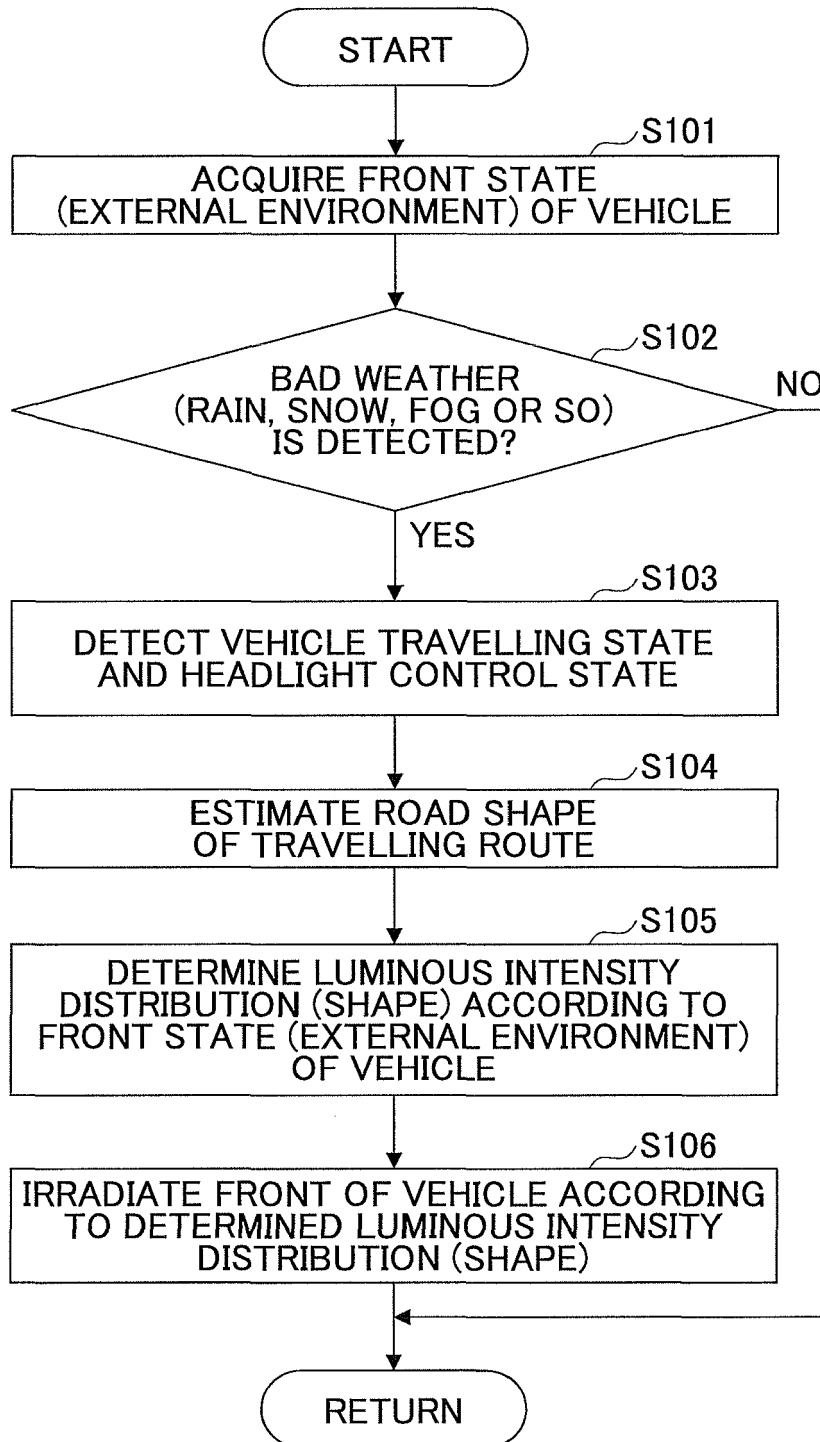 START
S101
ACQUIRE FRONT STATE
(EXTERNAL ENVIRONMENT) OF VEHICLE
S102
BAD WEATHER
(RAIN, SNOW, FOG OR SO)
IS DETECTED?
NO
YES
S103
DETECT VEHICLE TRAVELLING STATE
AND HEADLIGHT CONTROL STATE
S104
ESTIMATE ROAD SHAPE
OF TRAVELLING ROUTE
S105
DETERMINE LUMINOUS INTENSITY
DISTRIBUTION (SHAPE) ACCORDING TO
FRONT STATE (EXTERNAL ENVIRONMENT)
OF VEHICLE
S106
IRRADIATE FRONT OF VEHICLE ACCORDING
TO DETERMINED LUMINOUS INTENSITY
DISTRIBUTION (SHAPE)
RETURN